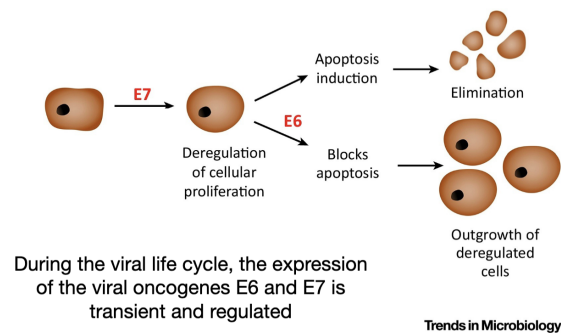 Apoptosis
induction
Elimination
E7
E6
Deregulation
of cellular
proliferation
Blocks
apoptosis
Outgrowth of
deregulated
cells
During the viral life cycle, the expression
of the viral oncogenes E6 and E7 is
transient and regulated
Trends in Microbiology